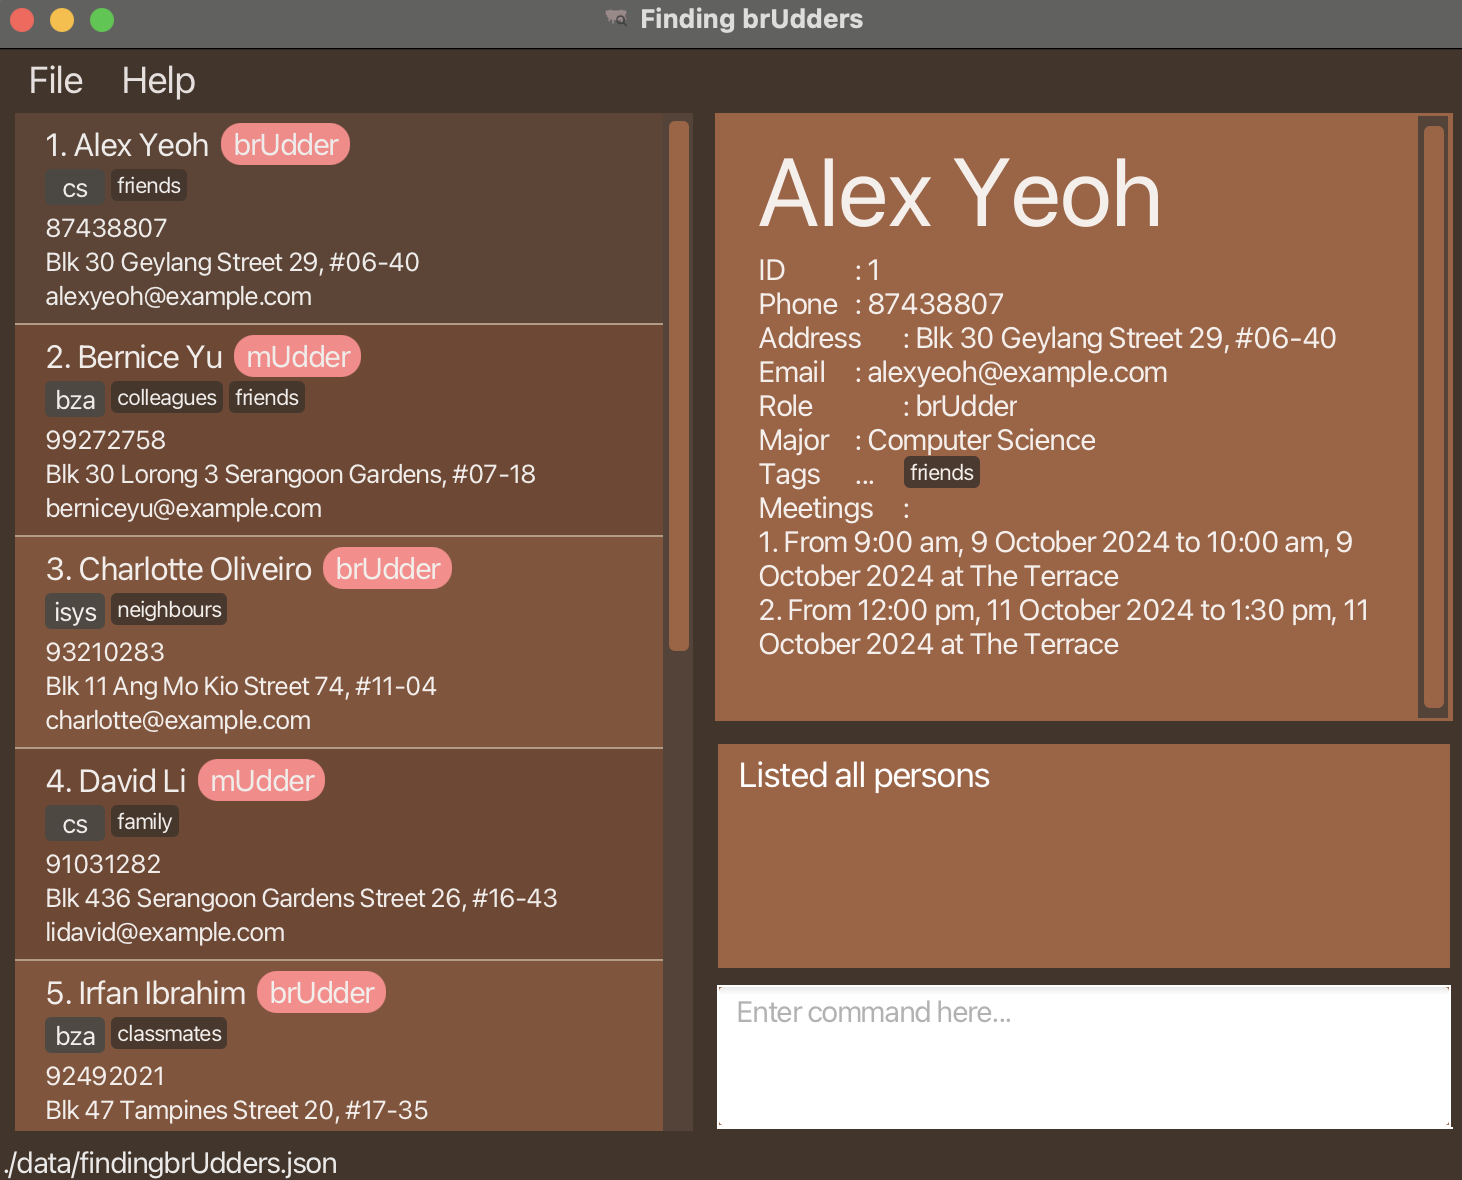 Finding brUdders
File Help
1. Alex Yeoh brUdder
cs friends
87438807
Blk 30 Geylang Street 29, #06-40
alexyeoh@example.com
2. Bernice Yu mUdder
bza colleagues friends
99272758
Blk 30 Lorong 3 Serangoon Gardens, #07-18
berniceyu@example.com
3. Charlotte Oliveiro brUdder
isys neighbours
93210283
Blk 11 Ang Mo Kio Street 74, #11-04
charlotte@example.com
4. David Li mUdder
cs family
91031282
Blk 436 Serangoon Gardens Street 26, #16-43
lidavid@example.com
5. Irfan Ibrahim brUdder
bza classmates
92492021
Blk 47 Tampines Street 20, #17-35
Alex Yeoh
ID : 1
Phone : 87438807
Address : Blk 30 Geylang Street 29, #06-40
Email : alexyeoh@example.com
Role : brUdder
Major : Computer Science
Tags ... friends
Meetings :
1. From 9:00 am, 9 October 2024 to 10:00 am, 9
October 2024 at The Terrace
2. From 12:00 pm, 11 October 2024 to 1:30 pm, 11
October 2024 at The Terrace
Listed all persons
Enter command here...
./data/findingbrUdders.json